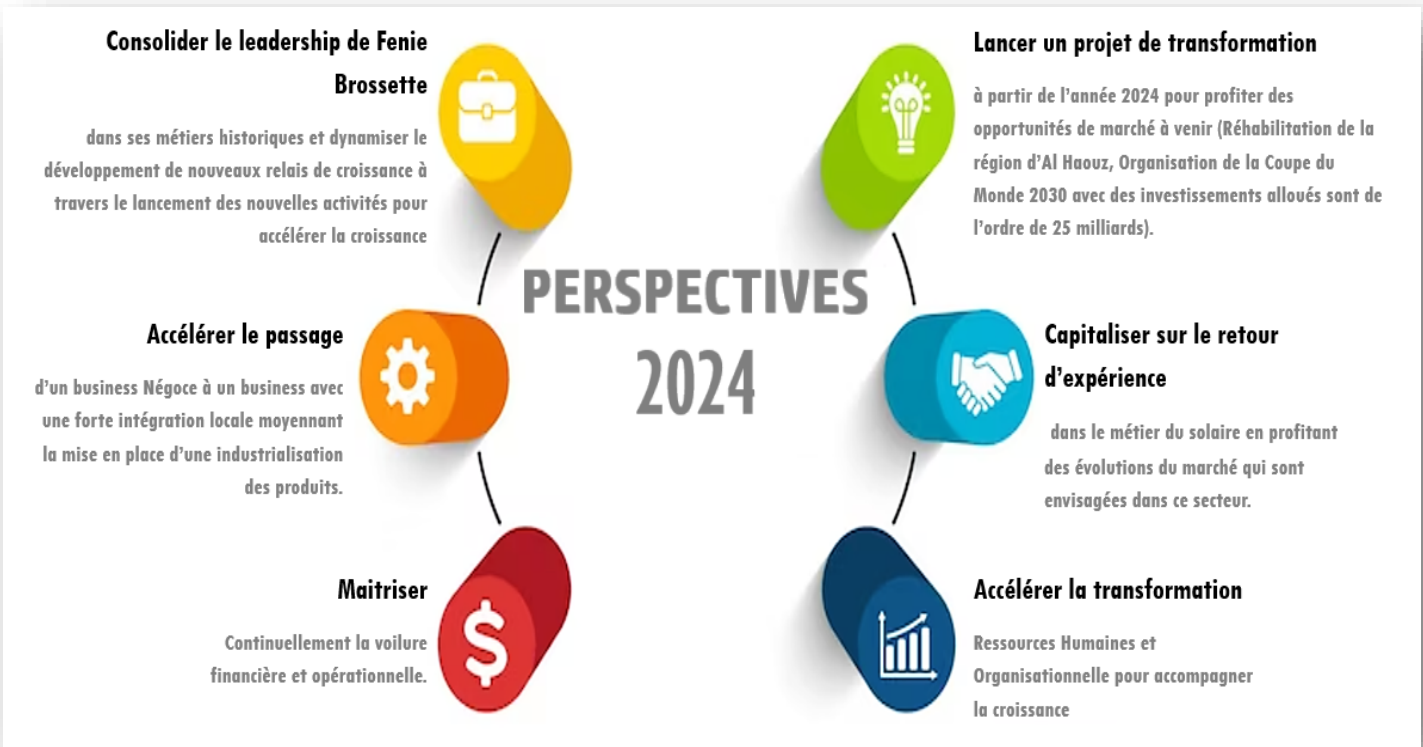 Consolider le leadership de Fenie
Brossette
dans ses métiers historiques et dynamiser le
développement de nouveaux relais de croissance à
travers le lancement des nouvelles activités pour
accélérer la croissance
Accélérer le passage
d'un business Négoce à un business avec
une forte intégration locale moyennant
la mise en place d'une industrialisation
des produits.
Maitriser
Continuellement la voilure
financière et opérationnelle.
PERSPECTIVES
2024
Lancer un projet de transformation
à partir de l'année 2024 pour profiter des
opportunités de marché à venir (Réhabilitation de la
région d'Al Haouz, Organisation de la Coupe du
Monde 2030 avec des investissements alloués sont de
l'ordre de 25 milliards).
Capitaliser sur le retour
d'expérience
dans le métier du solaire en profitant
des évolutions du marché qui sont
envisagées dans ce secteur.
Accélérer la transformation
Ressources Humaines et
Organisationnelle pour accompagner
la croissance